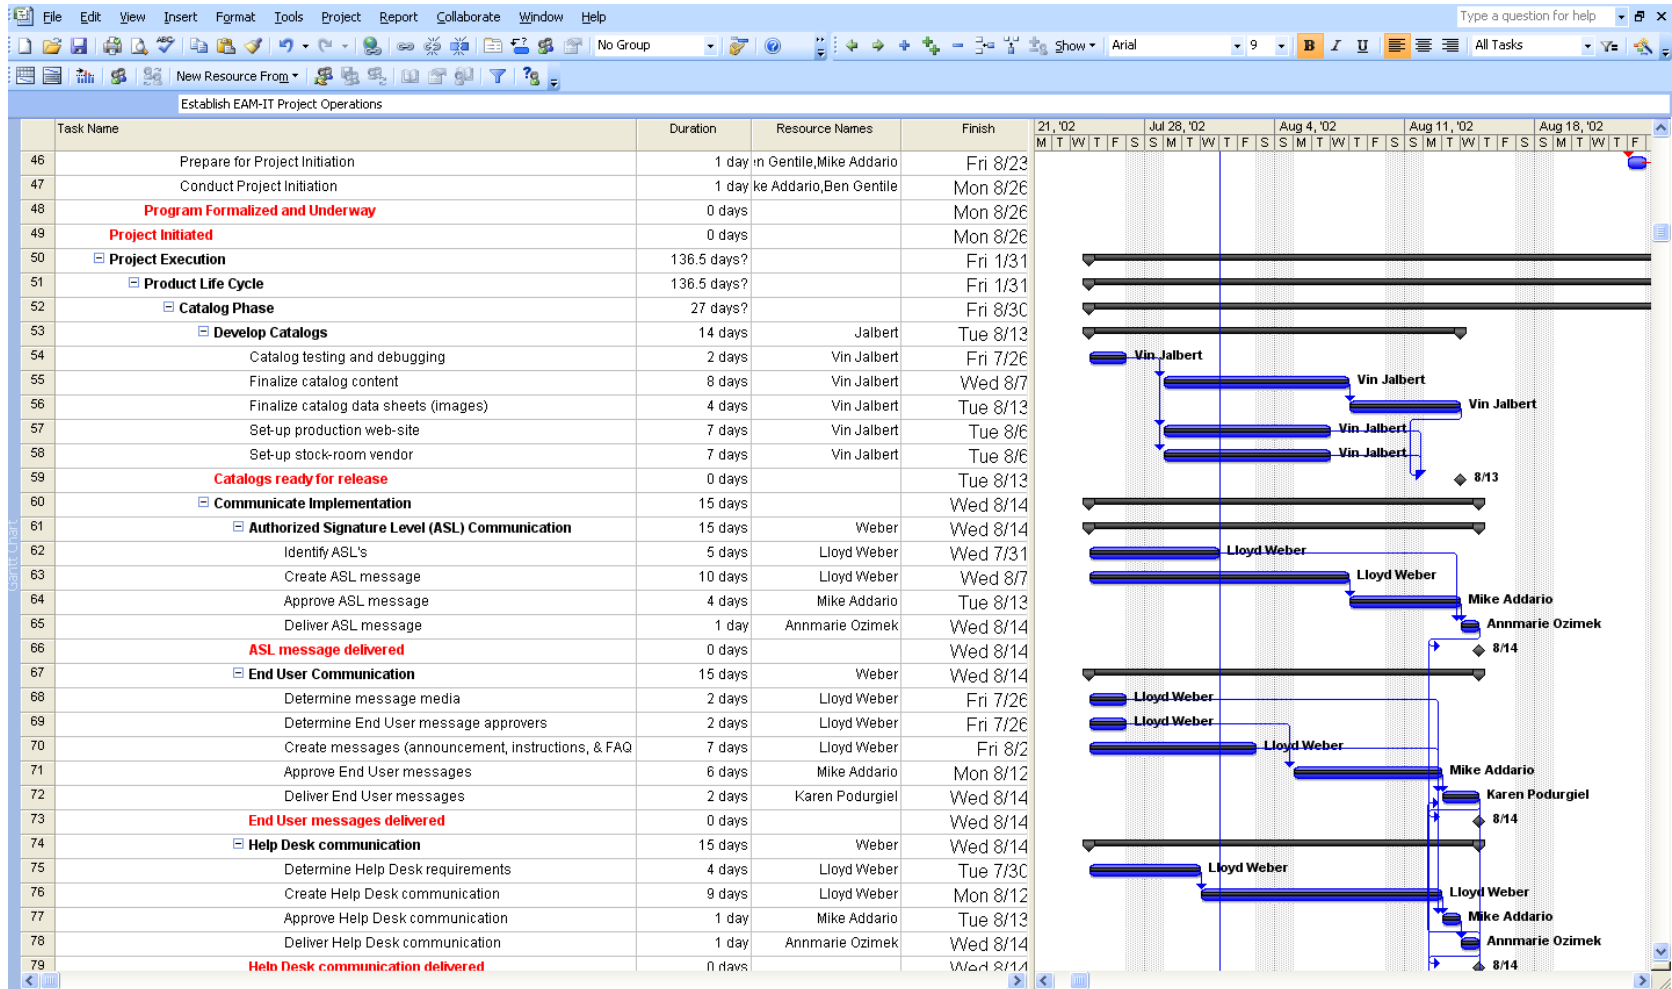 File Edit View Insert Format Tools Project Report Collaborate Window Help Type a question for help
No Group Show Arial 9 B I U All Tasks
New Resource From
Establish EAM-IT Project Operations
Task Name Duration Resource Names Finish 21, '02 Jul 28, '02 Aug 4, '02 Aug 11, '02 Aug 18, '02
M T W T F S S M T W T F S S M T W T F S S M T W T F S S M T W T F
46 Prepare for Project Initiation 1 day n Gentile,Mike Addario Fri 8/23
47 Conduct Project Initiation 1 day ke Addario,Ben Gentile Mon 8/26
48 Program Formalized and Underway 0 days Mon 8/26
49 Project Initiated 0 days Mon 8/26
50 Project Execution 136.5 days? Fri 1/31
51 Product Life Cycle 136.5 days? Fri 1/31
52 Catalog Phase 27 days? Fri 8/30
53 Develop Catalogs 14 days Jalbert Tue 8/13
54 Catalog testing and debugging 2 days Vin Jalbert Fri 7/26 Vin Jalbert
55 Finalize catalog content 8 days Vin Jalbert Wed 8/7 Vin Jalbert
56 Finalize catalog data sheets (images) 4 days Vin Jalbert Tue 8/13 Vin Jalbert
57 Set-up production web-site 7 days Vin Jalbert Tue 8/6 Vin Jalbert
58 Set-up stock-room vendor 7 days Vin Jalbert Tue 8/6 Vin Jalbert
59 Catalogs ready for release 0 days Tue 8/13 8/13
60 Communicate Implementation 15 days Wed 8/14
61 Authorized Signature Level (ASL) Communication 15 days Weber Wed 8/14
62 Identify ASL's 5 days Lloyd Weber Wed 7/31 Lloyd Weber
63 Create ASL message 10 days Lloyd Weber Wed 8/7 Lloyd Weber
64 Approve ASL message 4 days Mike Addario Tue 8/13 Mike Addario
65 Deliver ASL message 1 day Annmarie Ozimek Wed 8/14 Annmarie Ozimek
66 ASL message delivered 0 days Wed 8/14 8/14
67 End User Communication 15 days Weber Wed 8/14
68 Determine message media 2 days Lloyd Weber Fri 7/26 Lloyd Weber
69 Determine End User message approvers 2 days Lloyd Weber Fri 7/26 Lloyd Weber
70 Create messages (announcement, instructions, & FAQ 7 days Lloyd Weber Fri 8/2 Lloyd Weber
71 Approve End User messages 6 days Mike Addario Mon 8/12 Mike Addario
72 Deliver End User messages 2 days Karen Podurgiel Wed 8/14 Karen Podurgiel
73 End User messages delivered 0 days Wed 8/14 8/14
74 Help Desk communication 15 days Weber Wed 8/14
75 Determine Help Desk requirements 4 days Lloyd Weber Tue 7/30 Lloyd Weber
76 Create Help Desk communication 9 days Lloyd Weber Mon 8/12 Lloyd Weber
77 Approve Help Desk communication 1 day Mike Addario Tue 8/13 Mike Addario
78 Deliver Help Desk communication 1 day Annmarie Ozimek Wed 8/14 Annmarie Ozimek
79 Help Desk communication delivered 0 days Wed 8/14 8/14
Gantt Chart